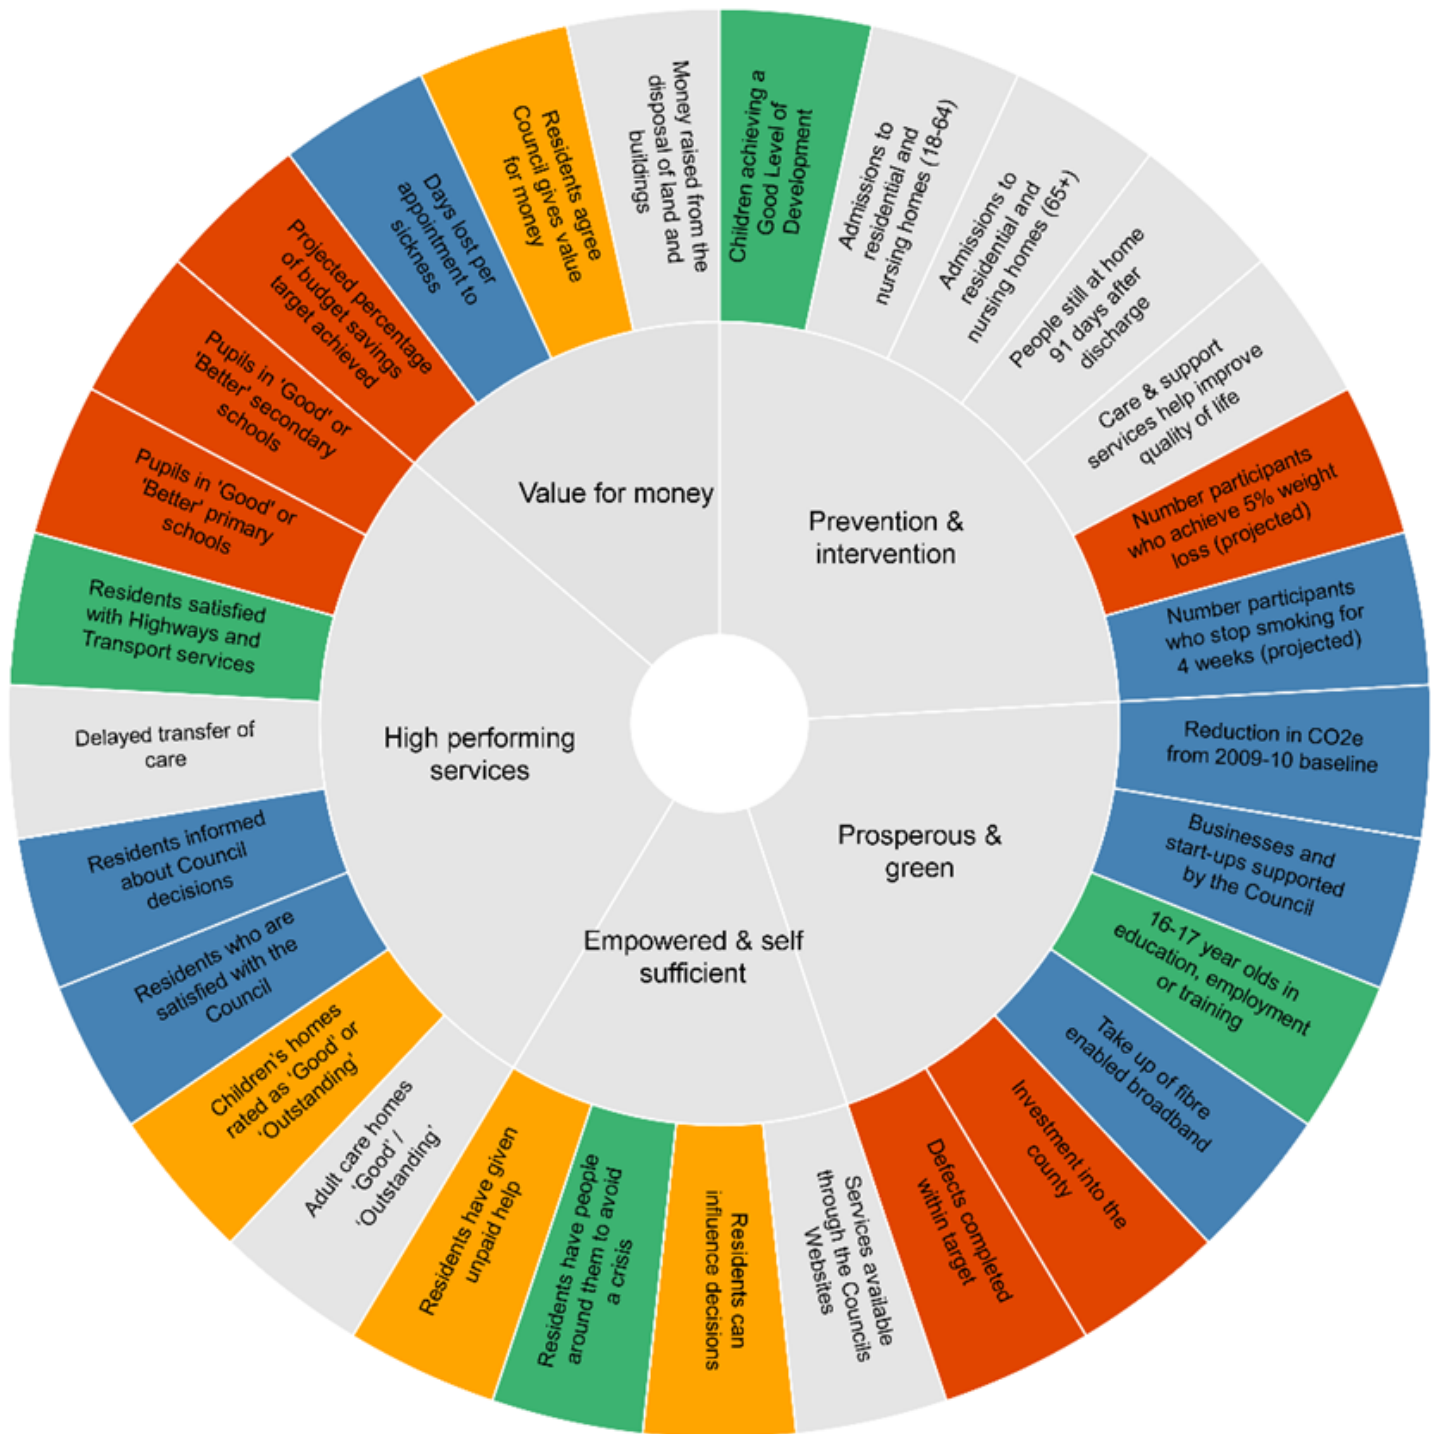 Children achieving a
Good Level of
Development
Admissions to
residential and
nursing homes (18-64)
Admissions to
residential and
nursing homes (65+)
People still at home
91 days after
discharge
Care & support
services help improve
quality of life
Number participants
who achieve 5% weight
loss (projected)
Number participants
who stop smoking for
4 weeks (projected)
Reduction in CO2e
from 2009-10 baseline
Businesses and
start-ups supported
by the Council
16-17 year olds in
education, employment
or training
Take up of fibre
enabled broadband
Investment into the
county
Defects completed
within target
Services available
through the Councils
Websites
Residents can
influence decisions
Residents have people
around them to avoid
a crisis
Residents have given
unpaid help
Adult care homes
‘Good’ /
‘Outstanding’
Children’s homes
rated as ‘Good’ or
‘Outstanding’
Residents who are
satisfied with the
Council
Residents informed
about Council
decisions
Delayed transfer of
care
Residents satisfied
with Highways and
Transport services
Pupils in 'Good' or
'Better' primary
schools
Pupils in 'Good' or
'Better' secondary
schools
Projected percentage
of budget savings
target achieved
Days lost per
appointment to
sickness
Residents agree
Council gives value
for money
Money raised from the
disposal of land and
buildings
Value for money
Prevention &
intervention
High performing
services
Prosperous &
green
Empowered & self
sufficient